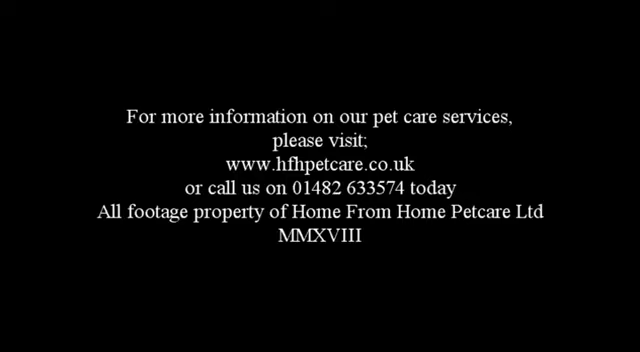 For more information on our pet care services,
please visit;
www.hfhpetcare.co.uk
or call us on 01482 633574 today
All footage property of Home From Home Petcare Ltd
MMXVIII